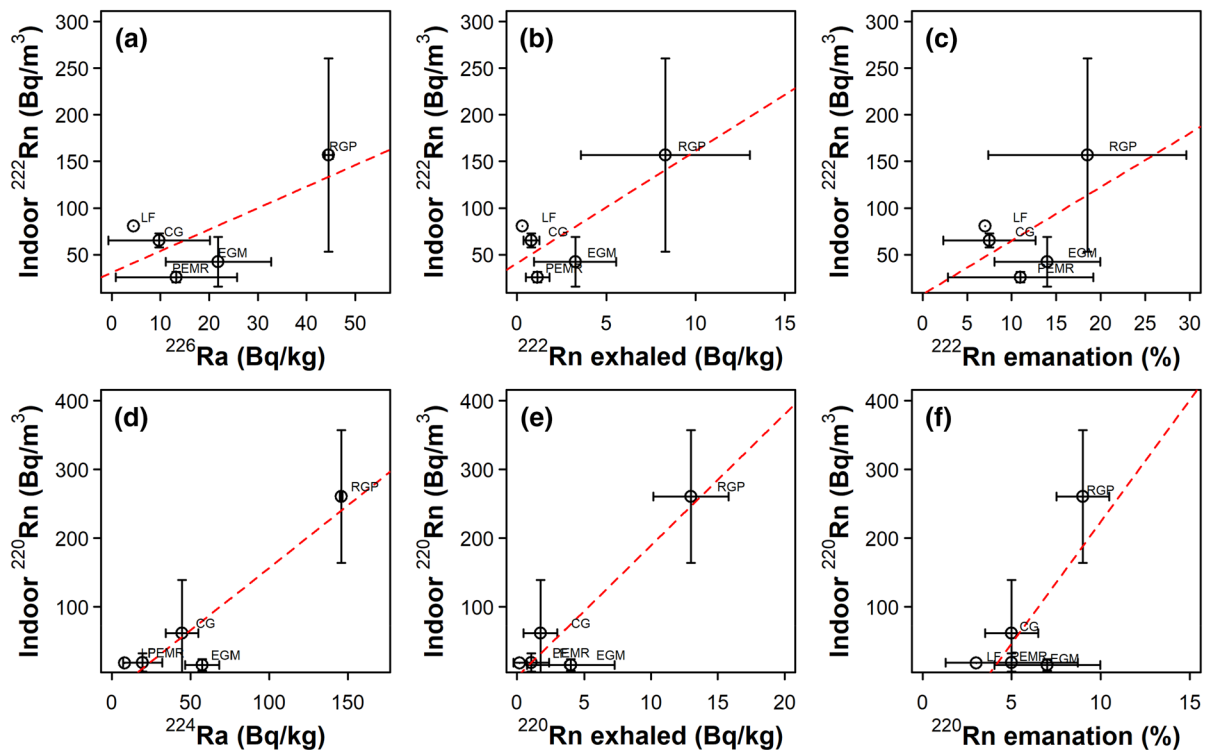 (a)
Indoor ²²²Rn (Bq/m³)
300
250
200
150
100
50
RGP
LF
CG
EGM
PEMR
0 10 20 30 40 50
²²⁶Ra (Bq/kg)
(b)
Indoor ²²²Rn (Bq/m³)
300
250
200
150
100
50
RGP
LF
CG
EGM
PEMR
0 5 10 15
²²²Rn exhaled (Bq/kg)
(c)
Indoor ²²²Rn (Bq/m³)
300
250
200
150
100
50
RGP
LF
CG
EGM
PEMR
0 5 10 15 20 25 30
²²²Rn emanation (%)
(d)
Indoor ²²⁰Rn (Bq/m³)
400
300
200
100
RGP
CG
PEMR
EGM
0 50 100 150
²²⁴Ra (Bq/kg)
(e)
Indoor ²²⁰Rn (Bq/m³)
400
300
200
100
RGP
CG
PEMR
EGM
0 5 10 15 20
²²⁰Rn exhaled (Bq/kg)
(f)
Indoor ²²⁰Rn (Bq/m³)
400
300
200
100
RGP
CG
LF
PEMR
EGM
0 5 10 15
²²⁰Rn emanation (%)